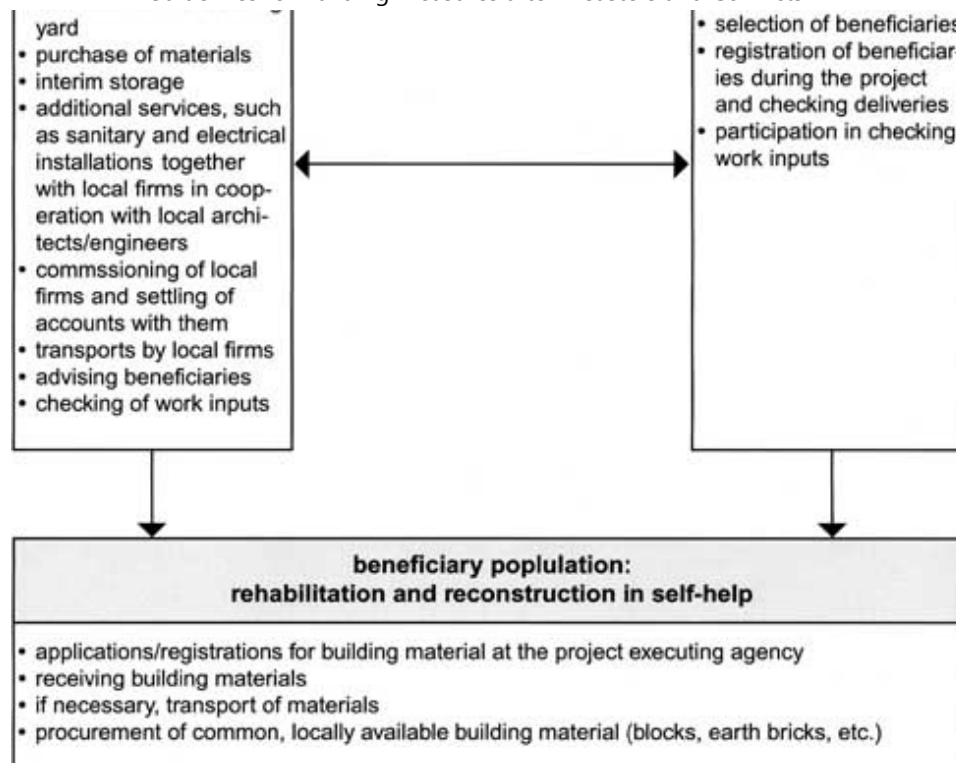 yard
• purchase of materials
• interim storage
• additional services, such
as sanitary and electrical
installations together
with local firms in coop-
eration with local archi-
tects/engineers
• commssioning of local
firms and settling of
accounts with them
• transports by local firms
• advising beneficiaries
• checking of work inputs
• selection of beneficiaries
• registration of beneficiar-
ies during the project
and checking deliveries
• participation in checking
work inputs
beneficiary poplulation:
rehabilitation and reconstruction in self-help
• applications/registrations for building material at the project executing agency
• receiving building materials
• if necessary, transport of materials
• procurement of common, locally available building material (blocks, earth bricks, etc.)